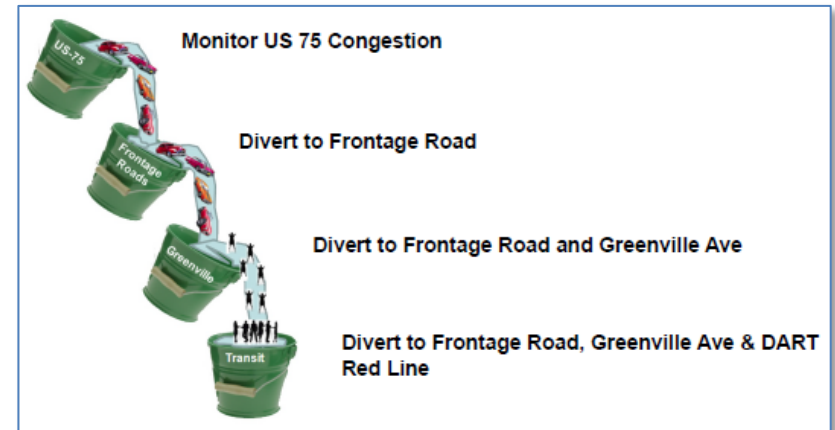 US-75
Monitor US 75 Congestion
Frontage
Roads
Divert to Frontage Road
Greenville
Divert to Frontage Road and Greenville Ave
Transit
Divert to Frontage Road, Greenville Ave & DART
Red Line